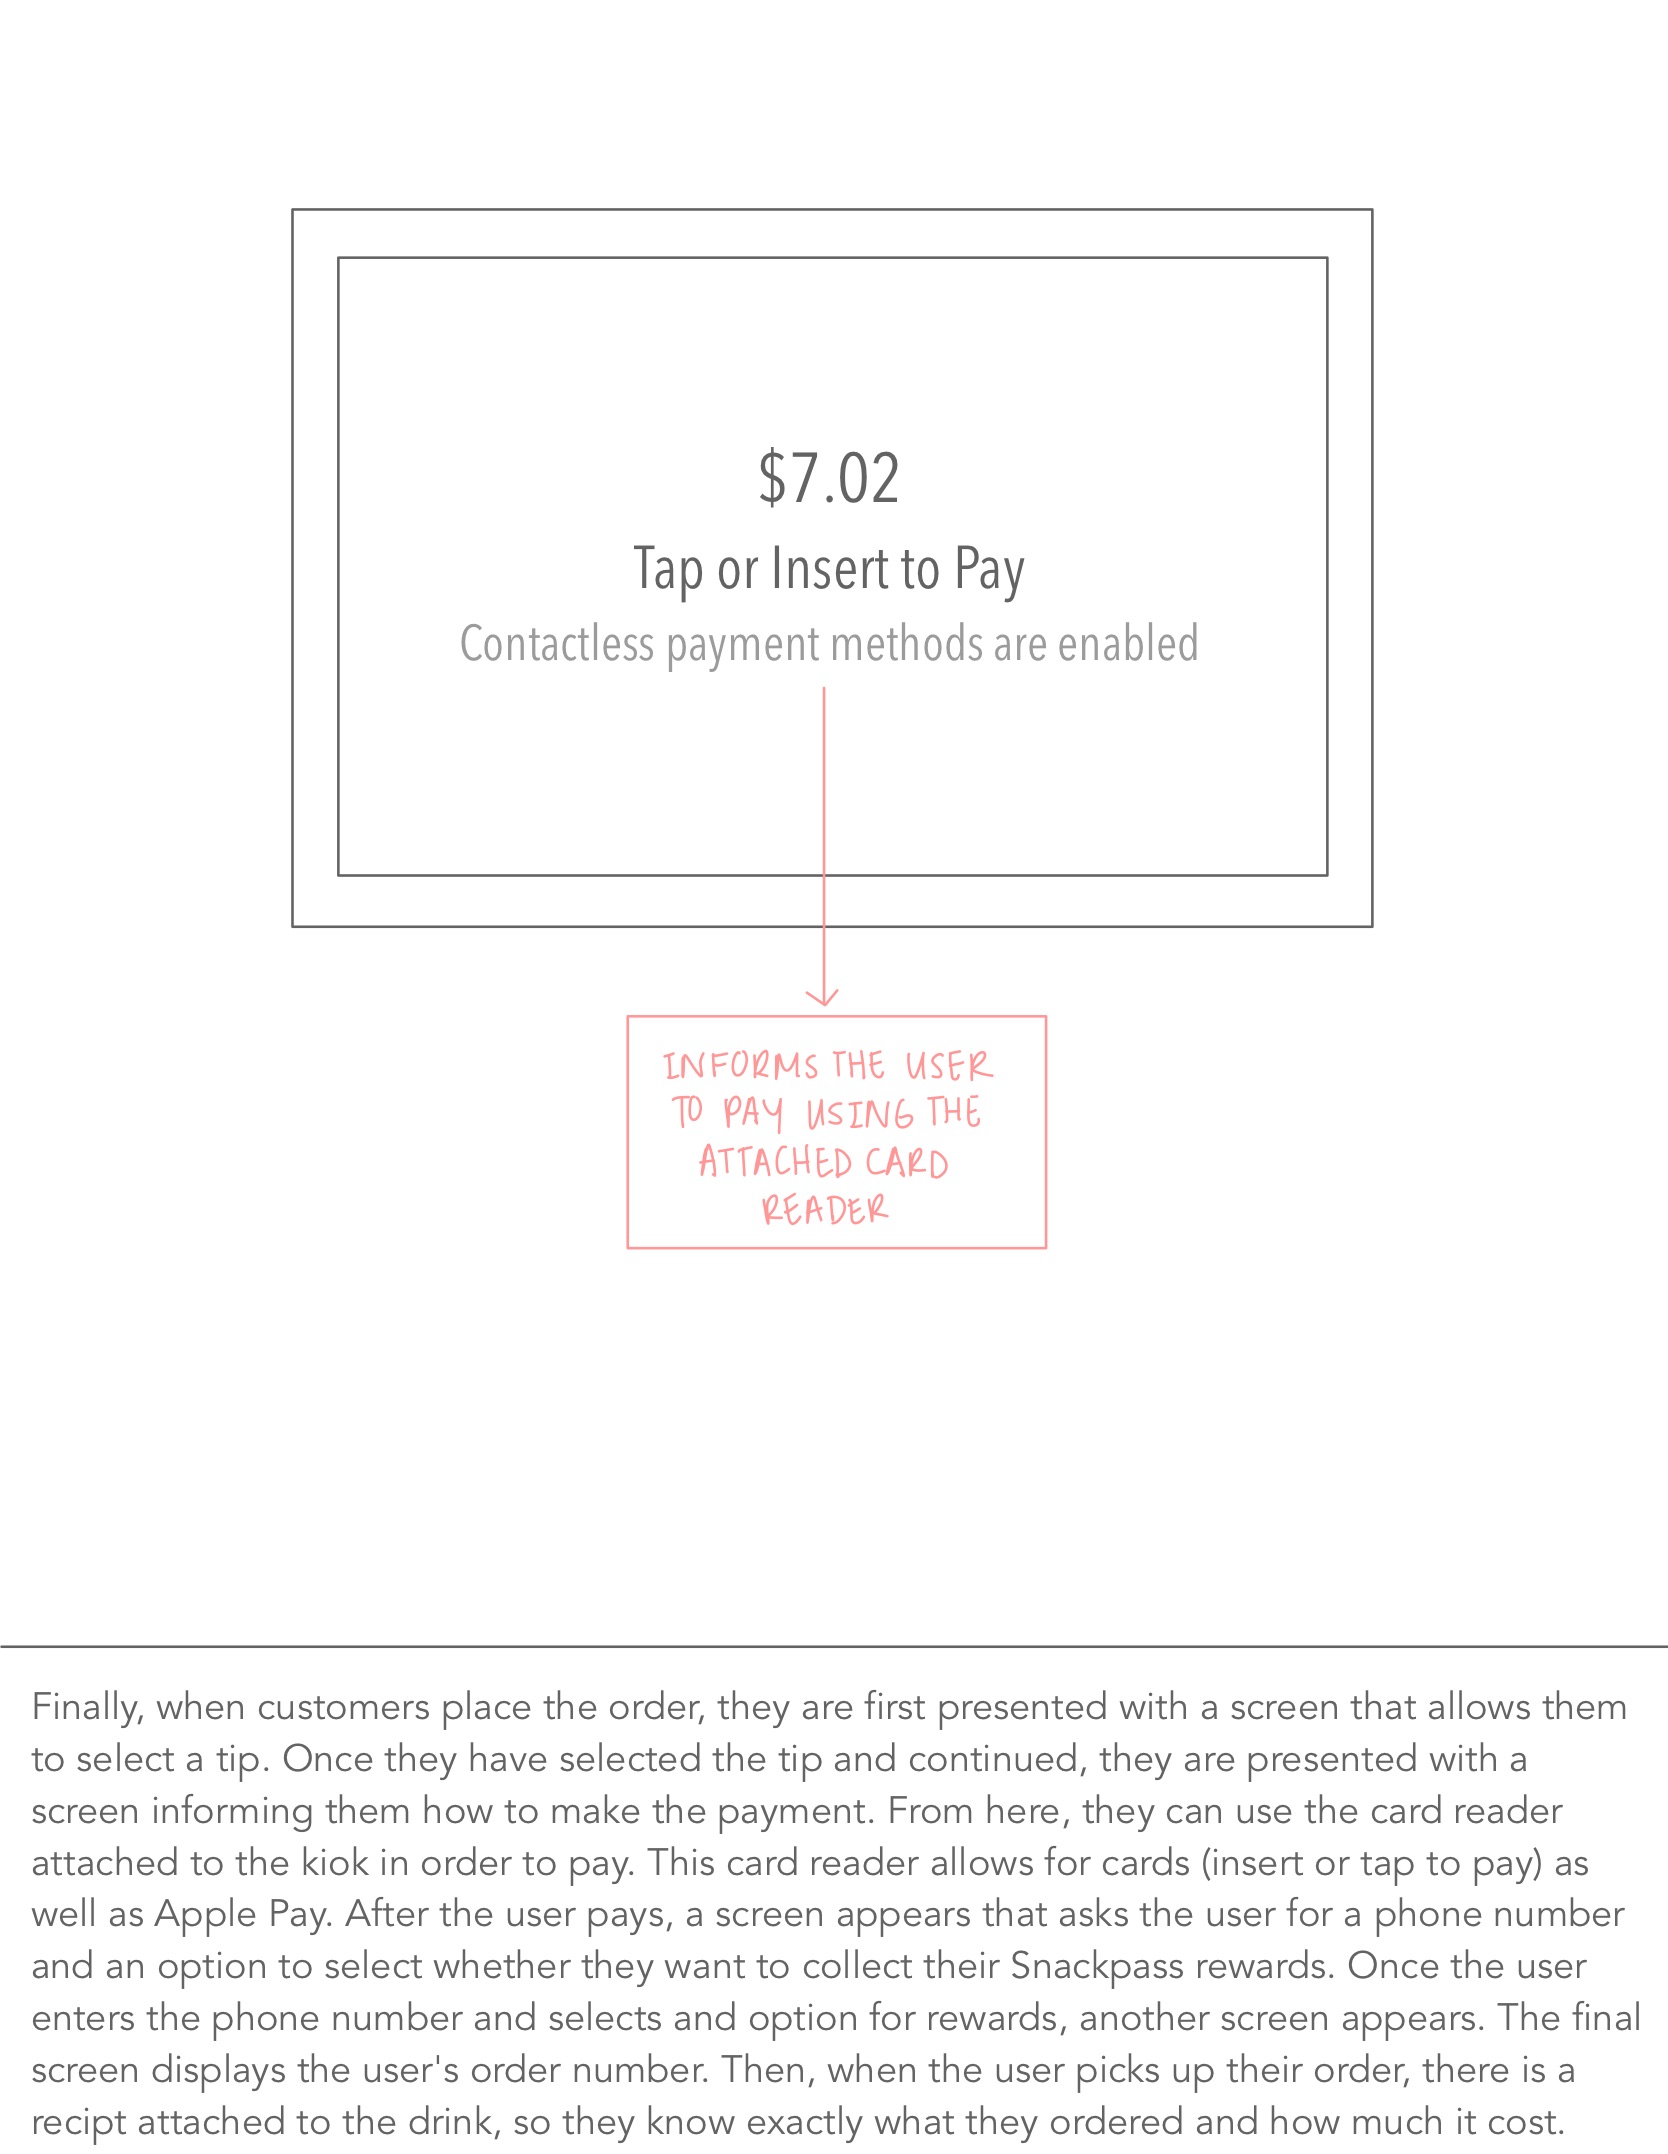 $7.02
Tap or Insert to Pay
Contactless payment methods are enabled
INFORMS THE USER
TO PAY USING THE
ATTACHED CARD
READER
Finally, when customers place the order, they are first presented with a screen that allows them
to select a tip. Once they have selected the tip and continued, they are presented with a
screen informing them how to make the payment. From here, they can use the card reader
attached to the kiok in order to pay. This card reader allows for cards (insert or tap to pay) as
well as Apple Pay. After the user pays, a screen appears that asks the user for a phone number
and an option to select whether they want to collect their Snackpass rewards. Once the user
enters the phone number and selects and option for rewards, another screen appears. The final
screen displays the user's order number. Then, when the user picks up their order, there is a
recipt attached to the drink, so they know exactly what they ordered and how much it cost.